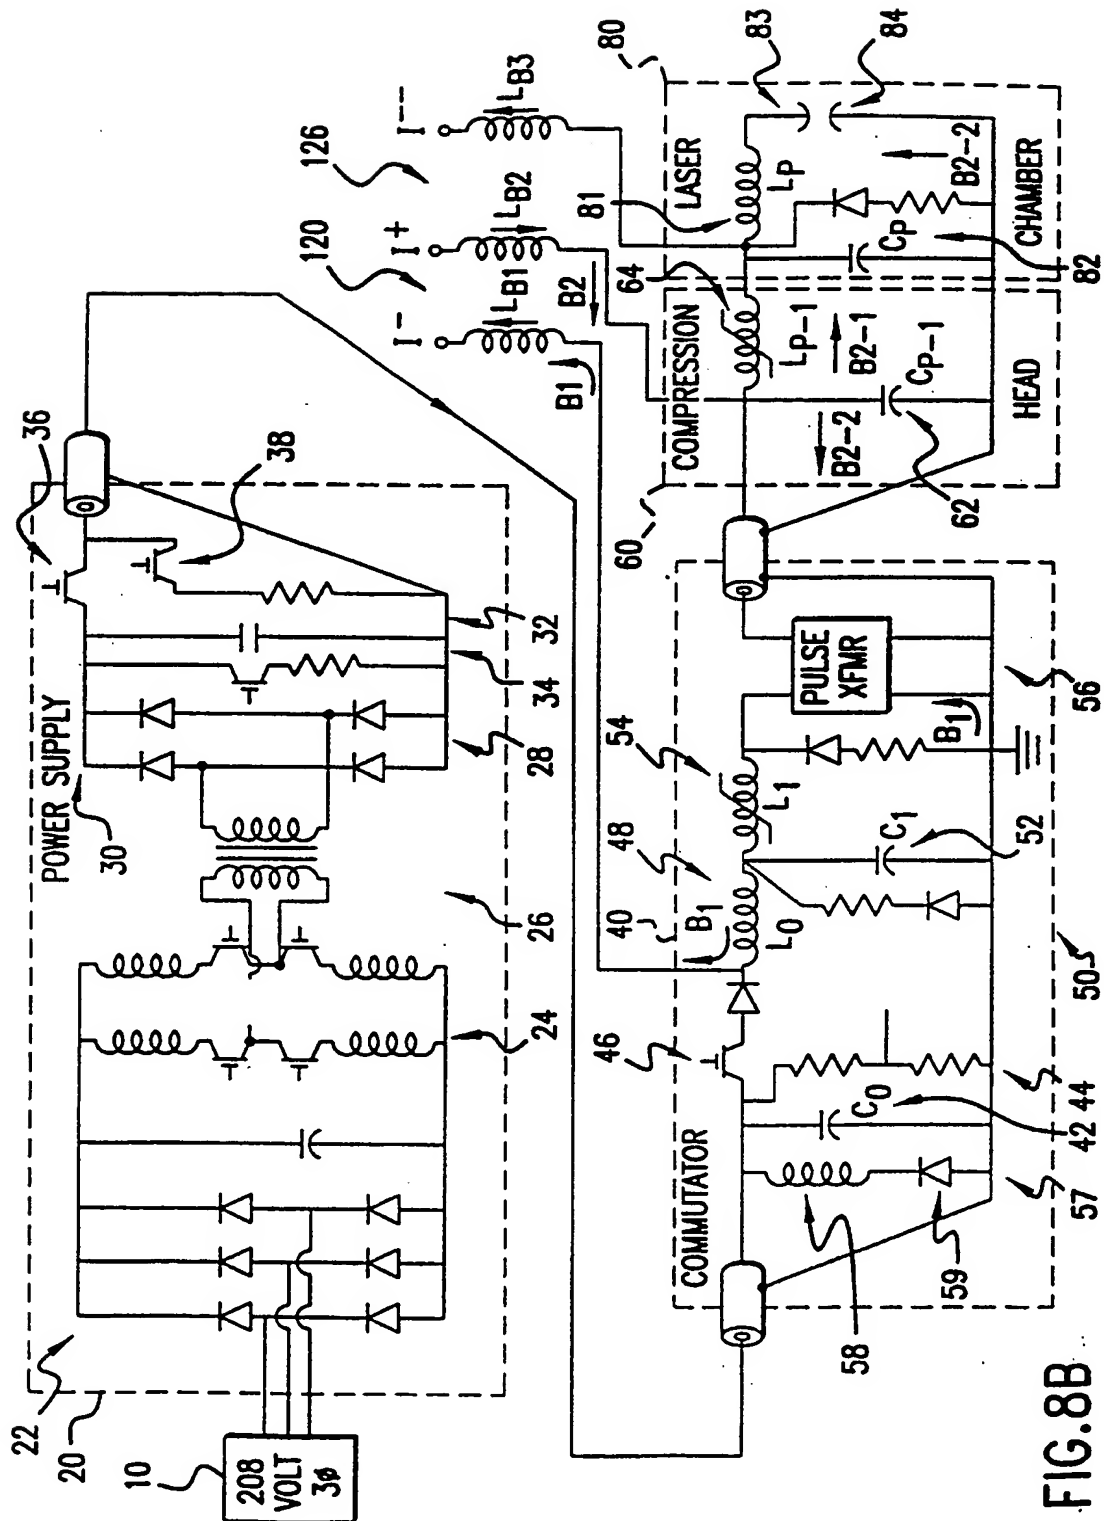 22
20
10
208
VOLT
3ø
POWER SUPPLY
30
24
26
28
34
32
36
38
120
126
I-
I+
I--
LB1
LB2
LB3
B1
B2
COMMUTATOR
46
40
B1
48
54
L0
L1
C0
C1
52
PULSE
XFMR
B1
58
59
57
42
44
50
56
60
COMPRESSION
HEAD
64
LP-1
B2-1
B2-2
CP-1
62
80
LASER
CHAMBER
81
LP
CP
82
83
84
B2-2
FIG.8B